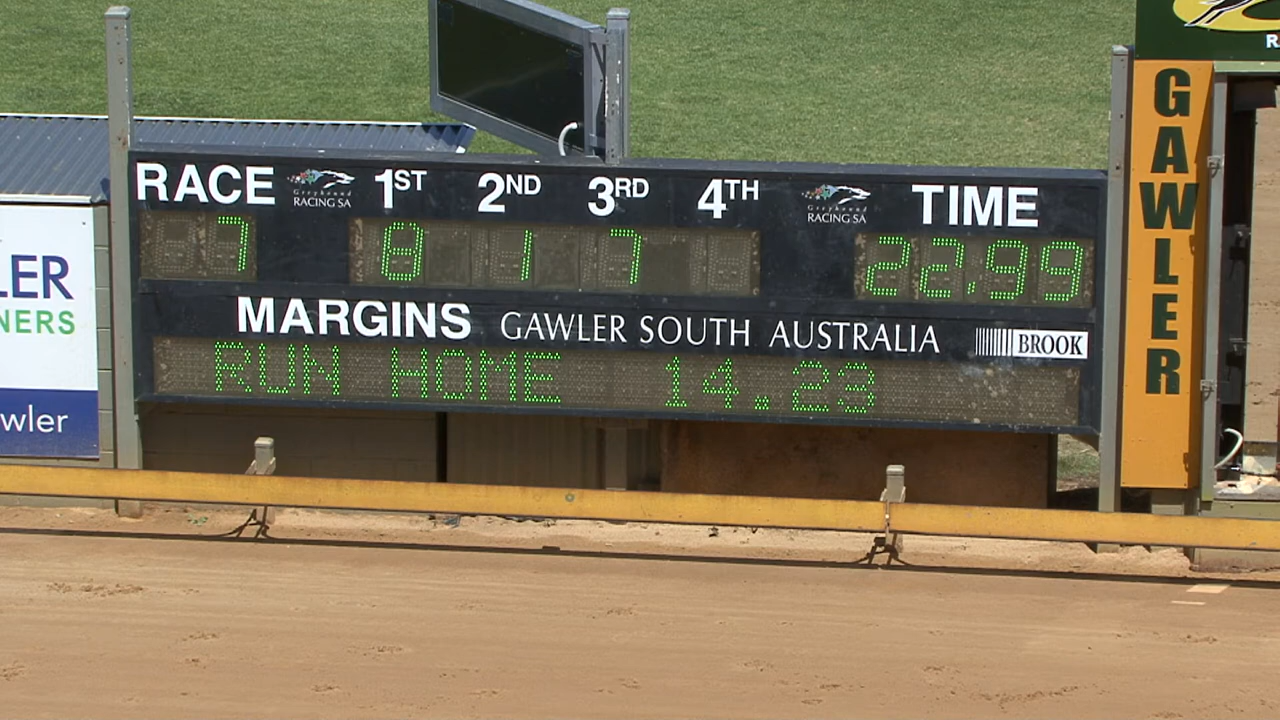 RACE
Greyhound
RACING SA
1ST
2ND
3RD
4TH
Greyhound
RACING SA
TIME
7
8
1
7
22.99
MARGINS
GAWLER SOUTH AUSTRALIA
BROOK
RUN HOME 14.23
LER
NERS
wler
GAWLER
R